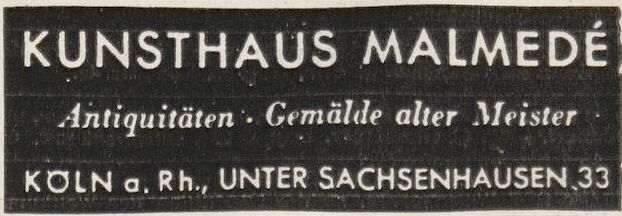 KUNSTHAUS MALMEDÉ
Antiquitäten · Gemälde alter Meister
KÖLN a. Rh., UNTER SACHSENHAUSEN 33